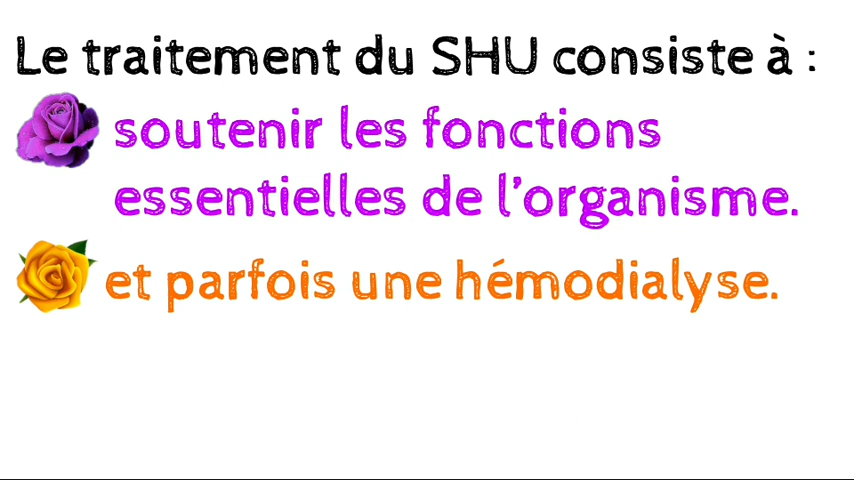 Le traitement du SHU consiste à :
soutenir les fonctions
essentielles de l'organisme.
et parfois une hémodialyse.